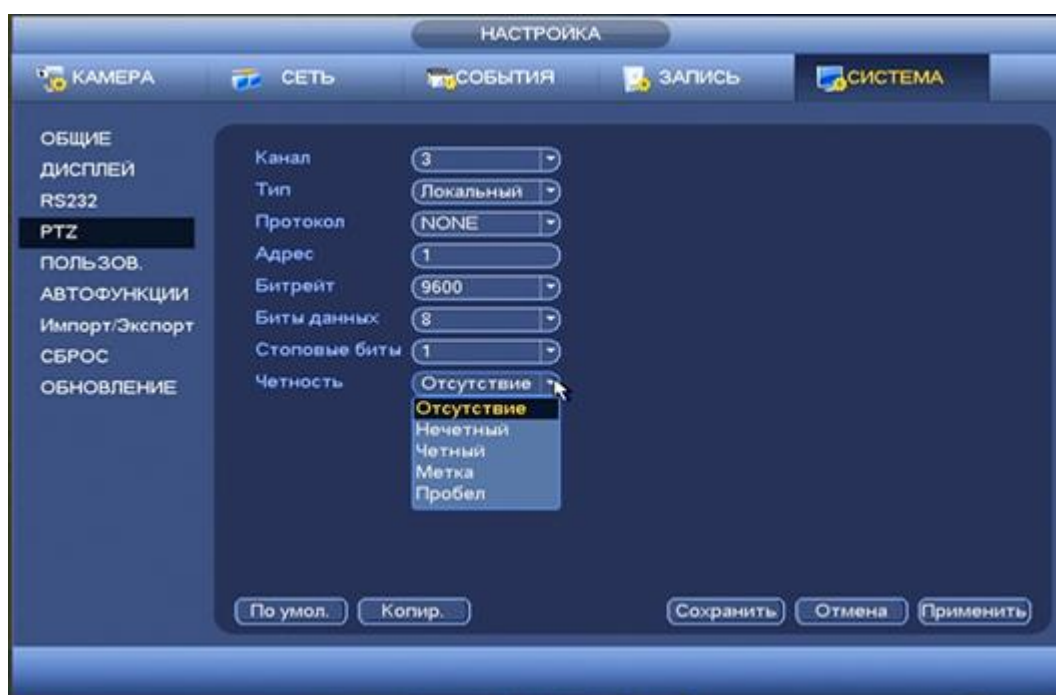 НАСТРОЙКА
КАМЕРА СЕТЬ СОБЫТИЯ ЗАПИСЬ СИСТЕМА
ОБЩИЕ
ДИСПЛЕЙ
RS232
PTZ
ПОЛЬЗОВ.
АВТОФУНКЦИИ
Импорт/Экспорт
СБРОС
ОБНОВЛЕНИЕ
Канал 3
Тип Локальный
Протокол NONE
Адрес 1
Битрейт 9600
Биты данных 8
Стоповые биты 1
Четность Отсутствие
Отсутствие
Нечетный
Четный
Метка
Пробел
По умол. Копир. Сохранить Отмена Применить